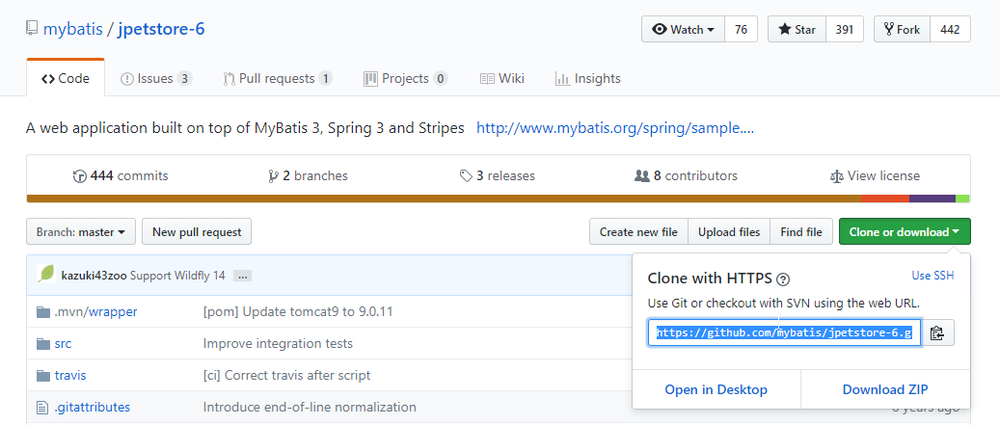 mybatis / jpetstore-6
Watch 76 Star 391 Fork 442
Code Issues 3 Pull requests 1 Projects 0 Wiki Insights
A web application built on top of MyBatis 3, Spring 3 and Stripes http://www.mybatis.org/spring/sample....
444 commits 2 branches 3 releases 8 contributors View license
Branch: master New pull request Create new file Upload files Find file Clone or download
kazuki43zoo Support Wildfly 14 ...
Clone with HTTPS Use SSH
Use Git or checkout with SVN using the web URL.
https://github.com/mybatis/jpetstore-6.g
Open in Desktop Download ZIP
.mvn/wrapper [pom] Update tomcat9 to 9.0.11
src Improve integration tests
travis [ci] Correct travis after script
.gitattributes Introduce end-of-line normalization years ago